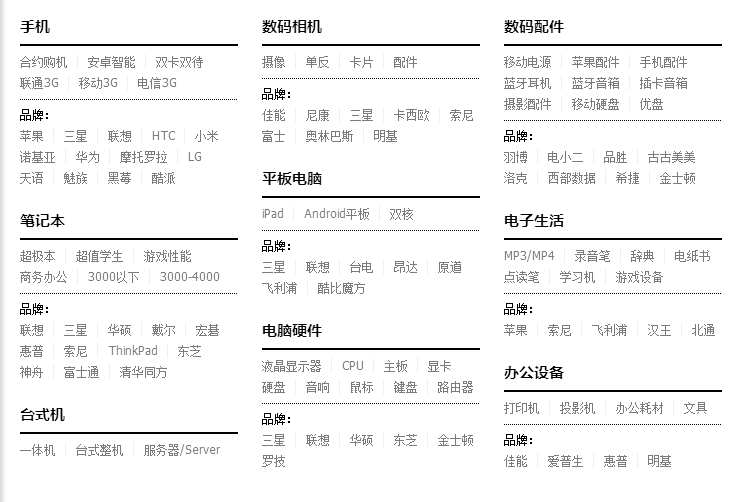 手机
合约购机 安卓智能 双卡双待
联通3G 移动3G 电信3G
品牌:
苹果 三星 联想 HTC 小米
诺基亚 华为 摩托罗拉 LG
天语 魅族 黑莓 酷派
笔记本
超极本 超值学生 游戏性能
商务办公 3000以下 3000-4000
品牌:
联想 三星 华硕 戴尔 宏碁
惠普 索尼 ThinkPad 东芝
神舟 富士通 清华同方
台式机
一体机 台式整机 服务器/Server
数码相机
摄像 单反 卡片 配件
品牌:
佳能 尼康 三星 卡西欧 索尼
富士 奥林巴斯 明基
平板电脑
iPad Android平板 双核
品牌:
三星 联想 台电 昂达 原道
飞利浦 酷比魔方
电脑硬件
液晶显示器 CPU 主板 显卡
硬盘 音响 鼠标 键盘 路由器
品牌:
三星 联想 华硕 东芝 金士顿
罗技
数码配件
移动电源 苹果配件 手机配件
蓝牙耳机 蓝牙音箱 插卡音箱
摄影配件 移动硬盘 优盘
品牌:
羽博 电小二 品胜 古古美美
洛克 西部数据 希捷 金士顿
电子生活
MP3/MP4 录音笔 辞典 电纸书
点读笔 学习机 游戏设备
品牌:
苹果 索尼 飞利浦 汉王 北通
办公设备
打印机 投影机 办公耗材 文具
品牌:
佳能 爱普生 惠普 明基